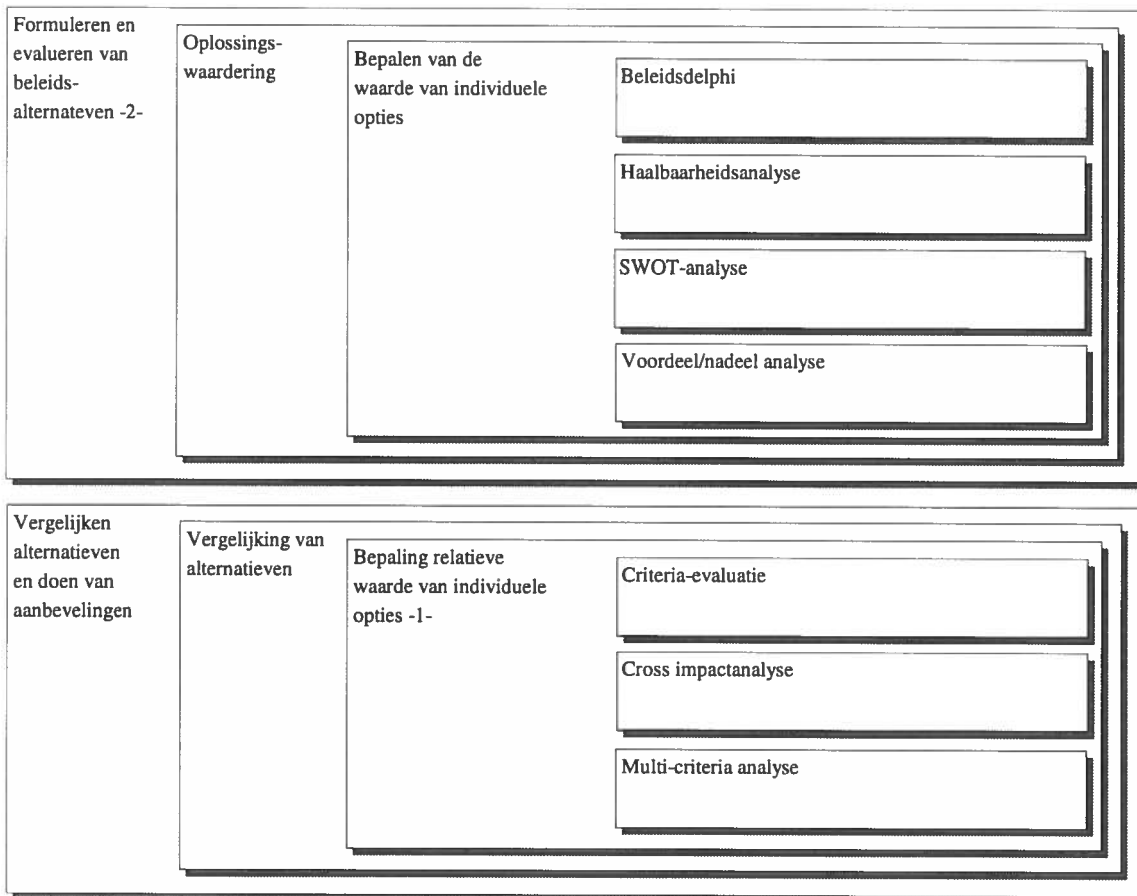 Formuleren en
evalueren van
beleids-
alternateven -2-
Oplossings-
waardering
Bepalen van de
waarde van individuele
opties
Beleidsdelphi
Haalbaarheidsanalyse
SWOT-analyse
Voordeel/nadeel analyse
Vergelijken
alternatieven
en doen van
aanbevelingen
Vergelijking van
alternatieven
Bepaling relatieve
waarde van individuele
opties -1-
Criteria-evaluatie
Cross impactanalyse
Multi-criteria analyse